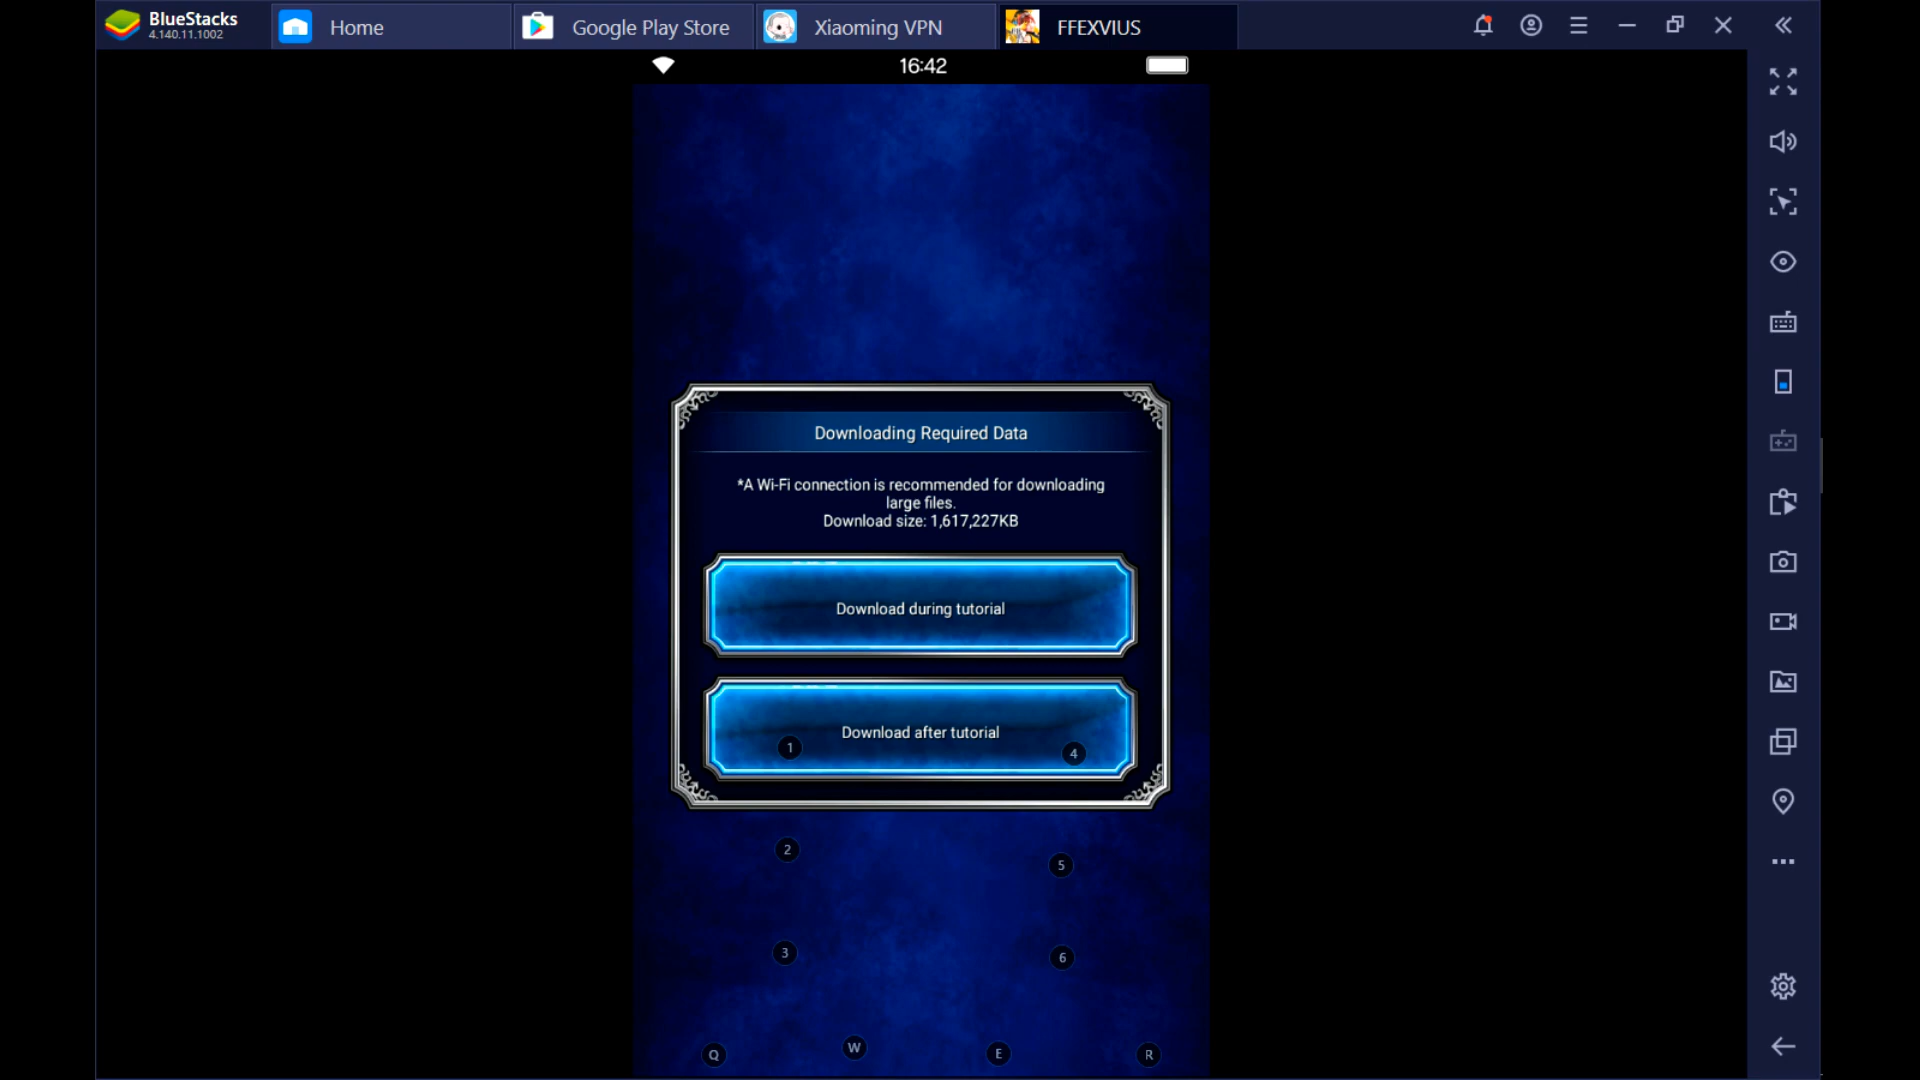 BlueStacks
4.140.11.1002
Home
Google Play Store
Xiaoming VPN
FFEXVIUS
16:42
Downloading Required Data
*A Wi-Fi connection is recommended for downloading
large files.
Download size: 1,617,227KB
Download during tutorial
Download after tutorial
1
4
2
5
3
6
Q
W
E
R